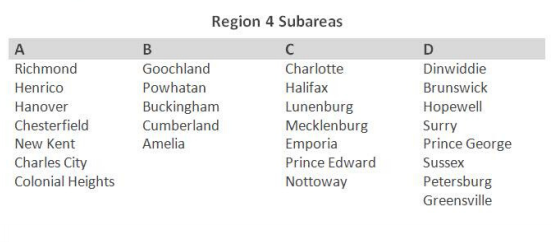 Region 4 Subareas
A B C D
Richmond Goochland Charlotte Dinwiddie
Henrico Powhatan Halifax Brunswick
Hanover Buckingham Lunenburg Hopewell
Chesterfield Cumberland Mecklenburg Surry
New Kent Amelia Emporia Prince George
Charles City Prince Edward Sussex
Colonial Heights Nottoway Petersburg
Greensville